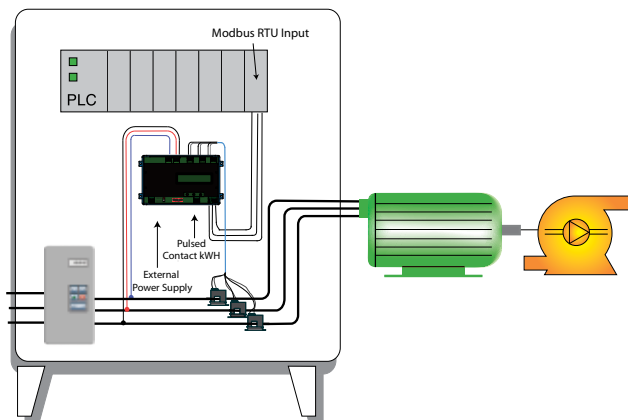 Modbus RTU Input
PLC
Pulsed
Contact kWH
External
Power Supply